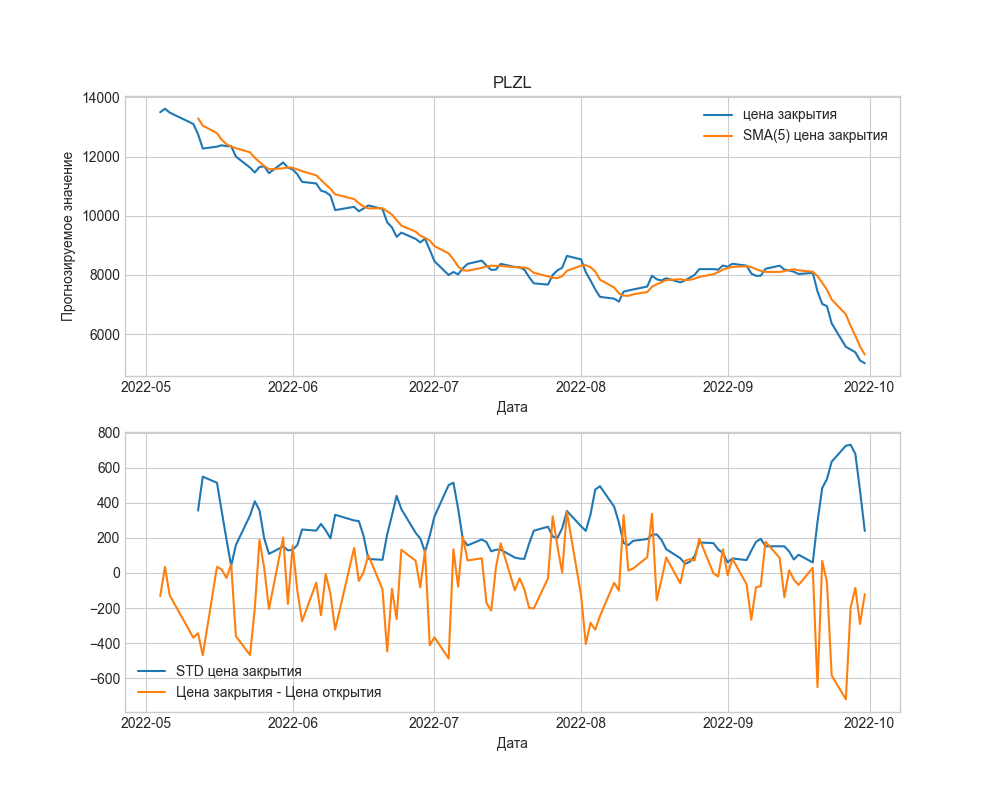 PLZL
14000
12000
10000
8000
6000
Прогнозируемое значение
цена закрытия
SMA(5) цена закрытия
2022-05 2022-06 2022-07 2022-08 2022-09 2022-10
Дата
800
600
400
200
0
−200
−400
−600
STD цена закрытия
Цена закрытия - Цена открытия
2022-05 2022-06 2022-07 2022-08 2022-09 2022-10
Дата